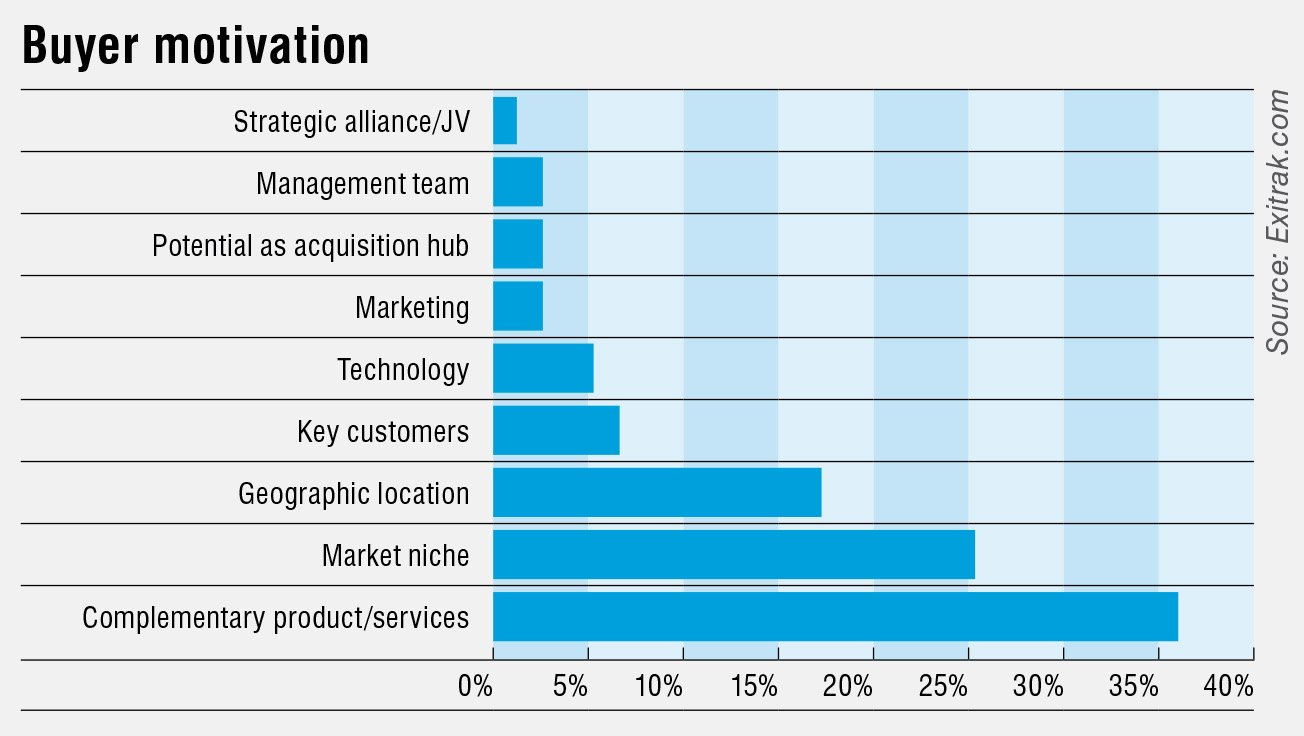 Buyer motivation
Strategic alliance/JV
Management team
Potential as acquisition hub
Marketing
Technology
Key customers
Geographic location
Market niche
Complementary product/services
0% 5% 10% 15% 20% 25% 30% 35% 40%
Source: Exitrak.com